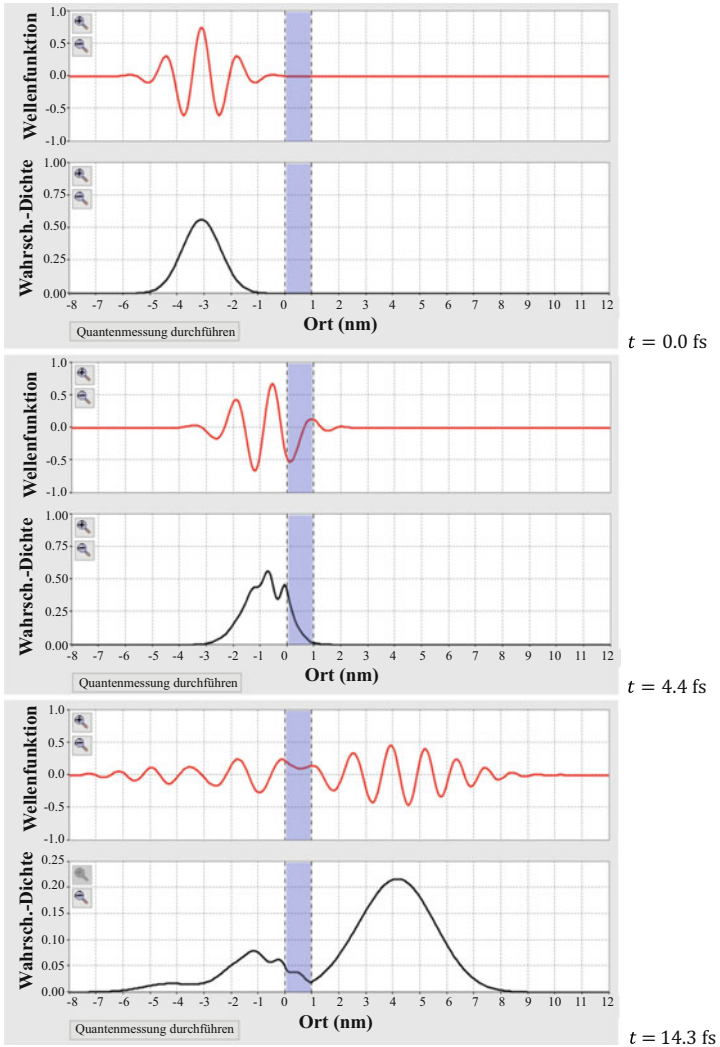 Wellenfunktion
1.0
0.5
0.0
-0.5
-1.0
Wahrsch.-Dichte
1.00
0.75
0.50
0.25
0.00
-8 -7 -6 -5 -4 -3 -2 -1 0 1 2 3 4 5 6 7 8 9 10 11 12
Ort (nm)
Quantenmessung durchführen
t = 0.0 fs
Wellenfunktion
1.0
0.5
0.0
-0.5
-1.0
Wahrsch.-Dichte
1.00
0.75
0.50
0.25
0.00
-8 -7 -6 -5 -4 -3 -2 -1 0 1 2 3 4 5 6 7 8 9 10 11 12
Ort (nm)
Quantenmessung durchführen
t = 4.4 fs
Wellenfunktion
1.0
0.5
0.0
-0.5
-1.0
Wahrsch.-Dichte
0.25
0.20
0.15
0.10
0.05
0.00
-8 -7 -6 -5 -4 -3 -2 -1 0 1 2 3 4 5 6 7 8 9 10 11 12
Ort (nm)
Quantenmessung durchführen
t = 14.3 fs